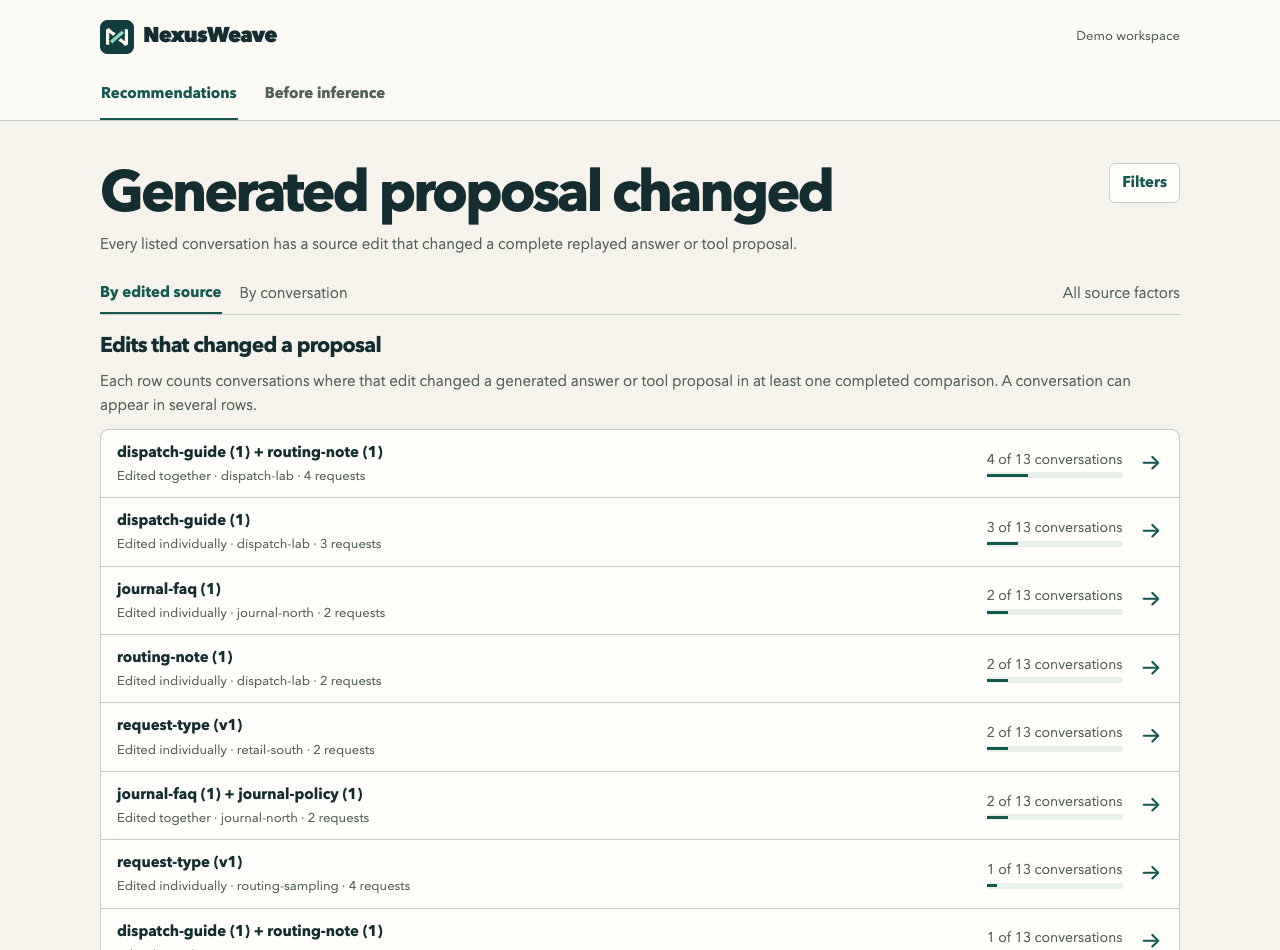 NexusWeave
Demo workspace
Recommendations
Before inference
Generated proposal changed
Filters
Every listed conversation has a source edit that changed a complete replayed answer or tool proposal.
By edited source
By conversation
All source factors
Edits that changed a proposal
Each row counts conversations where that edit changed a generated answer or tool proposal in at least one completed comparison. A conversation can
appear in several rows.
dispatch-guide (1) + routing-note (1)
Edited together · dispatch-lab · 4 requests
4 of 13 conversations
dispatch-guide (1)
Edited individually · dispatch-lab · 3 requests
3 of 13 conversations
journal-faq (1)
Edited individually · journal-north · 2 requests
2 of 13 conversations
routing-note (1)
Edited individually · dispatch-lab · 2 requests
2 of 13 conversations
request-type (v1)
Edited individually · retail-south · 2 requests
2 of 13 conversations
journal-faq (1) + journal-policy (1)
Edited together · journal-north · 2 requests
2 of 13 conversations
request-type (v1)
Edited individually · routing-sampling · 4 requests
1 of 13 conversations
dispatch-guide (1) + routing-note (1)
1 of 13 conversations